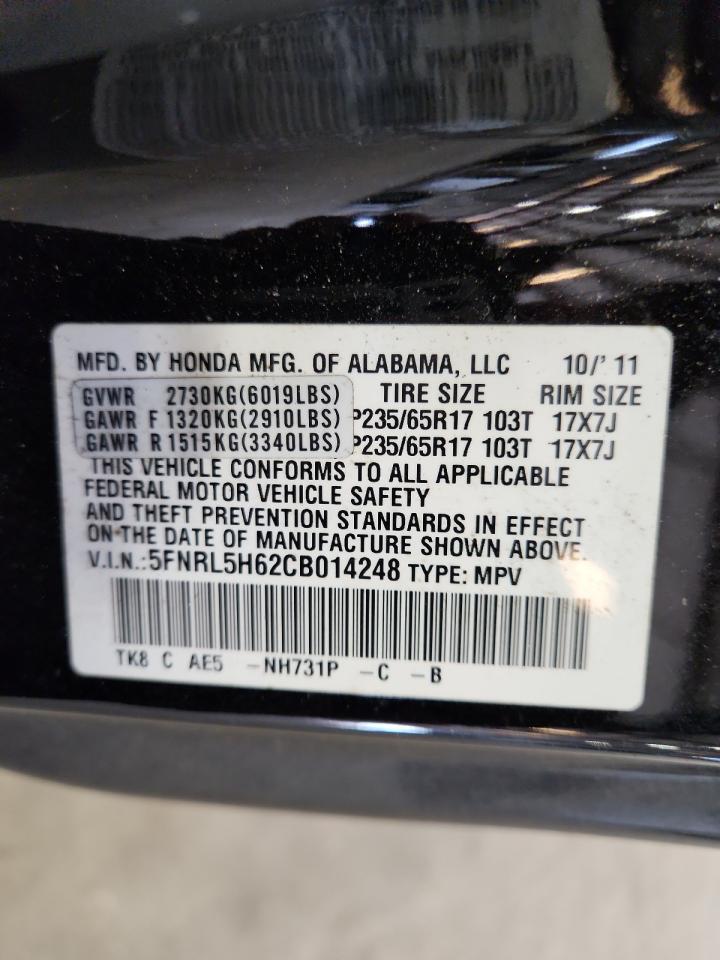 MFD. BY HONDA MFG. OF ALABAMA, LLC 10/'11
GVWR 2730KG(6019LBS) TIRE SIZE RIM SIZE
GAWR F 1320KG(2910LBS) P235/65R17 103T 17X7J
GAWR R 1515KG(3340LBS) P235/65R17 103T 17X7J
THIS VEHICLE CONFORMS TO ALL APPLICABLE
FEDERAL MOTOR VEHICLE SAFETY
AND THEFT PREVENTION STANDARDS IN EFFECT
ON THE DATE OF MANUFACTURE SHOWN ABOVE.
V.I.N.:5FNRL5H62CB014248 TYPE: MPV
TK8 C AE5 -NH731P -C -B